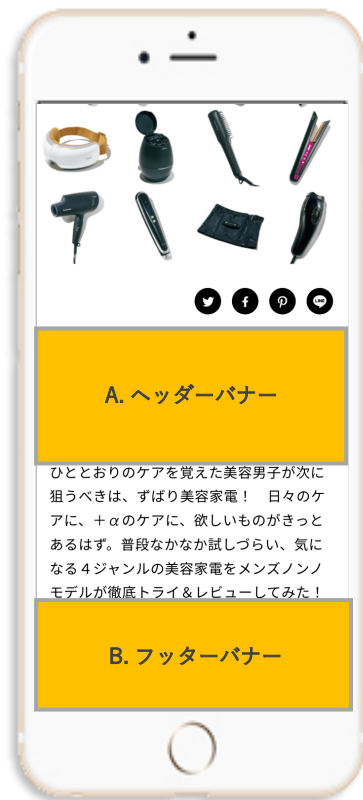 LINE
A. ヘッダーバナー
ひととおりのケアを覚えた美容男子が次に
狙うべきは、ずばり美容家電！　日々のケ
アに、＋αのケアに、欲しいものがきっと
あるはず。普段なかなか試しづらい、気に
なる４ジャンルの美容家電をメンズノンノ
モデルが徹底トライ＆レビューしてみた！
B. フッターバナー